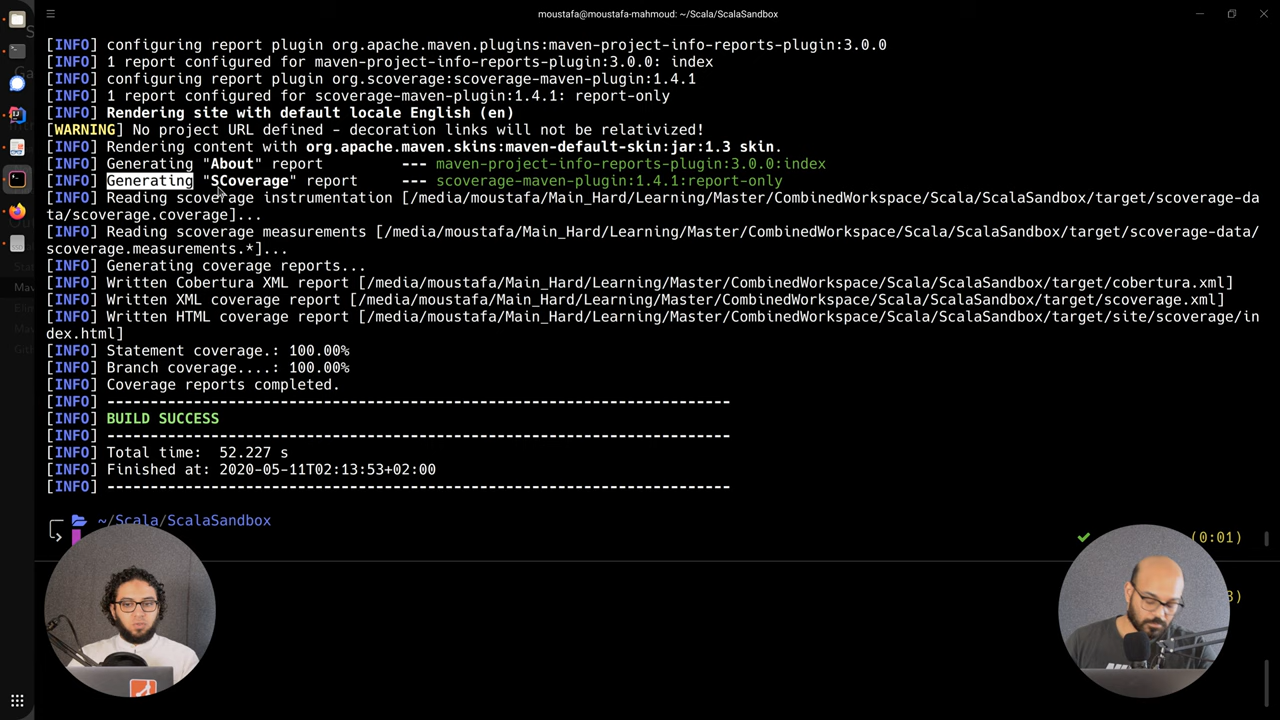 moustafa@moustafa-mahmoud: ~/Scala/ScalaSandbox
[INFO] configuring report plugin org.apache.maven.plugins:maven-project-info-reports-plugin:3.0.0
[INFO] 1 report configured for maven-project-info-reports-plugin:3.0.0: index
[INFO] configuring report plugin org.scoverage:scoverage-maven-plugin:1.4.1
[INFO] 1 report configured for scoverage-maven-plugin:1.4.1: report-only
[INFO] Rendering site with default locale English (en)
[WARNING] No project URL defined - decoration links will not be relativized!
[INFO] Rendering content with org.apache.maven.skins:maven-default-skin:jar:1.3 skin.
[INFO] Generating "About" report         --- maven-project-info-reports-plugin:3.0.0:index
[INFO] Generating "SCoverage" report     --- scoverage-maven-plugin:1.4.1:report-only
[INFO] Reading scoverage instrumentation [/media/moustafa/Main_Hard/Learning/Master/CombinedWorkspace/Scala/ScalaSandbox/target/scoverage-da
ta/scoverage.coverage]...
[INFO] Reading scoverage measurements [/media/moustafa/Main_Hard/Learning/Master/CombinedWorkspace/Scala/ScalaSandbox/target/scoverage-data/
scoverage.measurements.*]...
[INFO] Generating coverage reports...
[INFO] Written Cobertura XML report [/media/moustafa/Main_Hard/Learning/Master/CombinedWorkspace/Scala/ScalaSandbox/target/cobertura.xml]
[INFO] Written XML coverage report [/media/moustafa/Main_Hard/Learning/Master/CombinedWorkspace/Scala/ScalaSandbox/target/scoverage.xml]
[INFO] Written HTML coverage report [/media/moustafa/Main_Hard/Learning/Master/CombinedWorkspace/Scala/ScalaSandbox/target/site/scoverage/in
dex.html]
[INFO] Statement coverage.: 100.00%
[INFO] Branch coverage....: 100.00%
[INFO] Coverage reports completed.
[INFO] ------------------------------------------------------------------------
[INFO] BUILD SUCCESS
[INFO] ------------------------------------------------------------------------
[INFO] Total time:  52.227 s
[INFO] Finished at: 2020-05-11T02:13:53+02:00
[INFO] ------------------------------------------------------------------------
~/Scala/ScalaSandbox
(0:01)